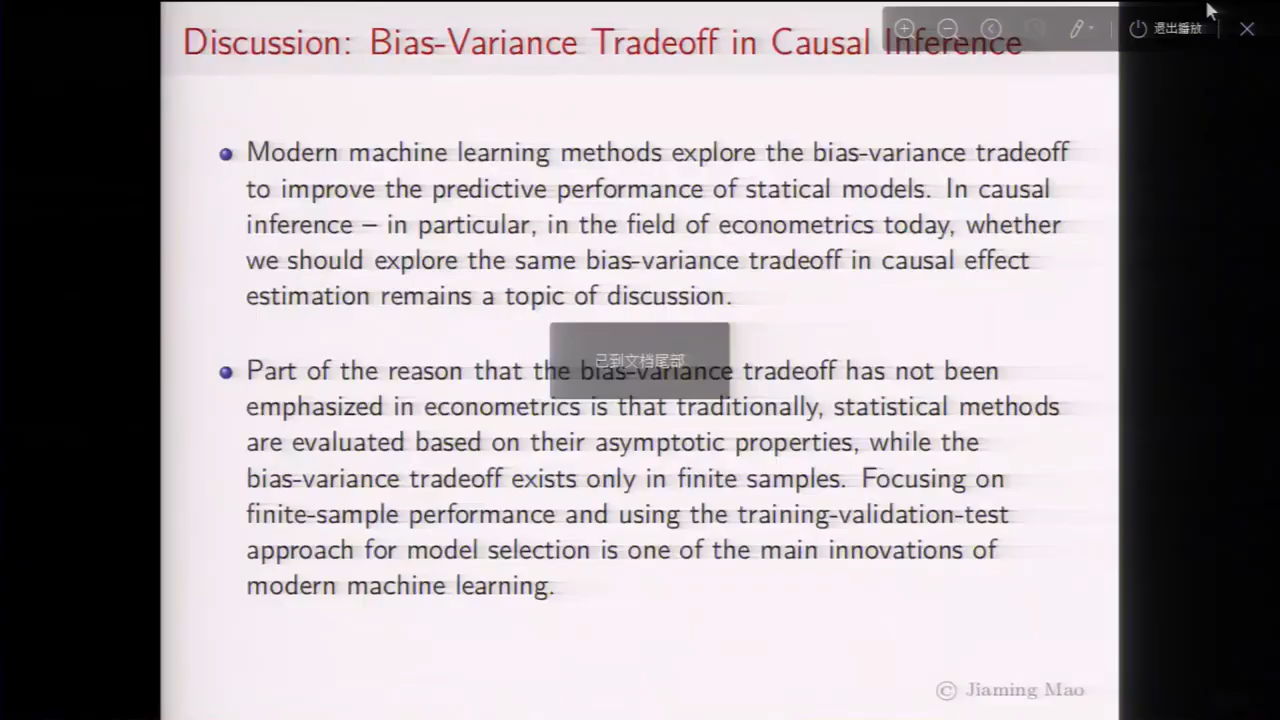 Discussion: Bias-Variance Tradeoff in Causal Inference
退出播放
Modern machine learning methods explore the bias-variance tradeoff
to improve the predictive performance of statical models. In causal
inference – in particular, in the field of econometrics today, whether
we should explore the same bias-variance tradeoff in causal effect
estimation remains a topic of discussion.
已到文档尾部
Part of the reason that the bias-variance tradeoff has not been
emphasized in econometrics is that traditionally, statistical methods
are evaluated based on their asymptotic properties, while the
bias-variance tradeoff exists only in finite samples. Focusing on
finite-sample performance and using the training-validation-test
approach for model selection is one of the main innovations of
modern machine learning.
© Jiaming Mao